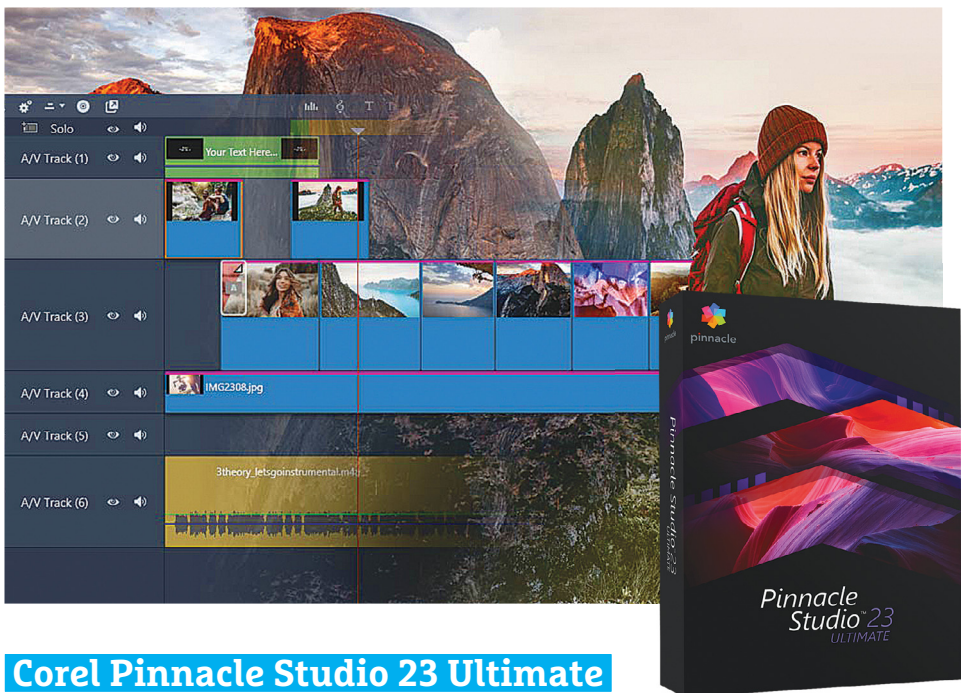 Solo
A/V Track (1)
Your Text Here...
A/V Track (2)
A/V Track (3)
A
A/V Track (4)
IMG2308.jpg
A/V Track (5)
A/V Track (6)
3theory_letsgoinstrumental.m4a
pinnacle
pinnacle
Pinnacle Studio 23
ULTIMATE
Pinnacle
Studio™ 23
ULTIMATE
Corel Pinnacle Studio 23 Ultimate